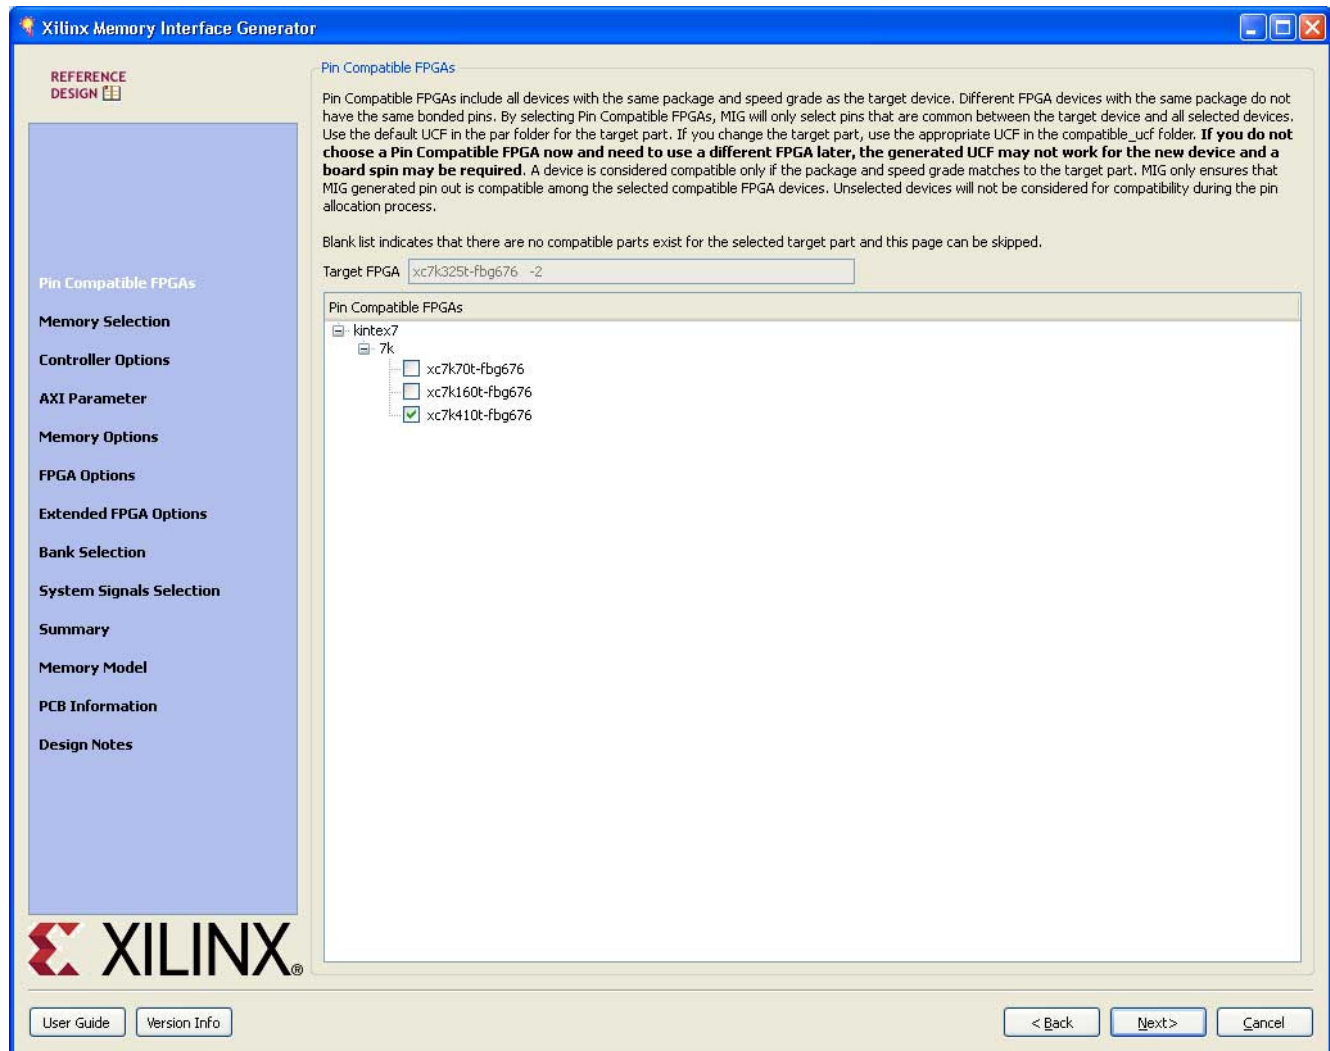 Xilinx Memory Interface Generator
REFERENCE
DESIGN
Pin Compatible FPGAs
Memory Selection
Controller Options
AXI Parameter
Memory Options
FPGA Options
Extended FPGA Options
Bank Selection
System Signals Selection
Summary
Memory Model
PCB Information
Design Notes
XILINX®
Pin Compatible FPGAs
Pin Compatible FPGAs include all devices with the same package and speed grade as the target device. Different FPGA devices with the same package do not
have the same bonded pins. By selecting Pin Compatible FPGAs, MIG will only select pins that are common between the target device and all selected devices.
Use the default UCF in the par folder for the target part. If you change the target part, use the appropriate UCF in the compatible_ucf folder. If you do not
choose a Pin Compatible FPGA now and need to use a different FPGA later, the generated UCF may not work for the new device and a
board spin may be required. A device is considered compatible only if the package and speed grade matches to the target part. MIG only ensures that
MIG generated pin out is compatible among the selected compatible FPGA devices. Unselected devices will not be considered for compatibility during the pin
allocation process.
Blank list indicates that there are no compatible parts exist for the selected target part and this page can be skipped.
Target FPGA xc7k325t-fbg676 -2
Pin Compatible FPGAs
kintex7
7k
xc7k70t-fbg676
xc7k160t-fbg676
xc7k410t-fbg676
User Guide Version Info < Back Next> Cancel